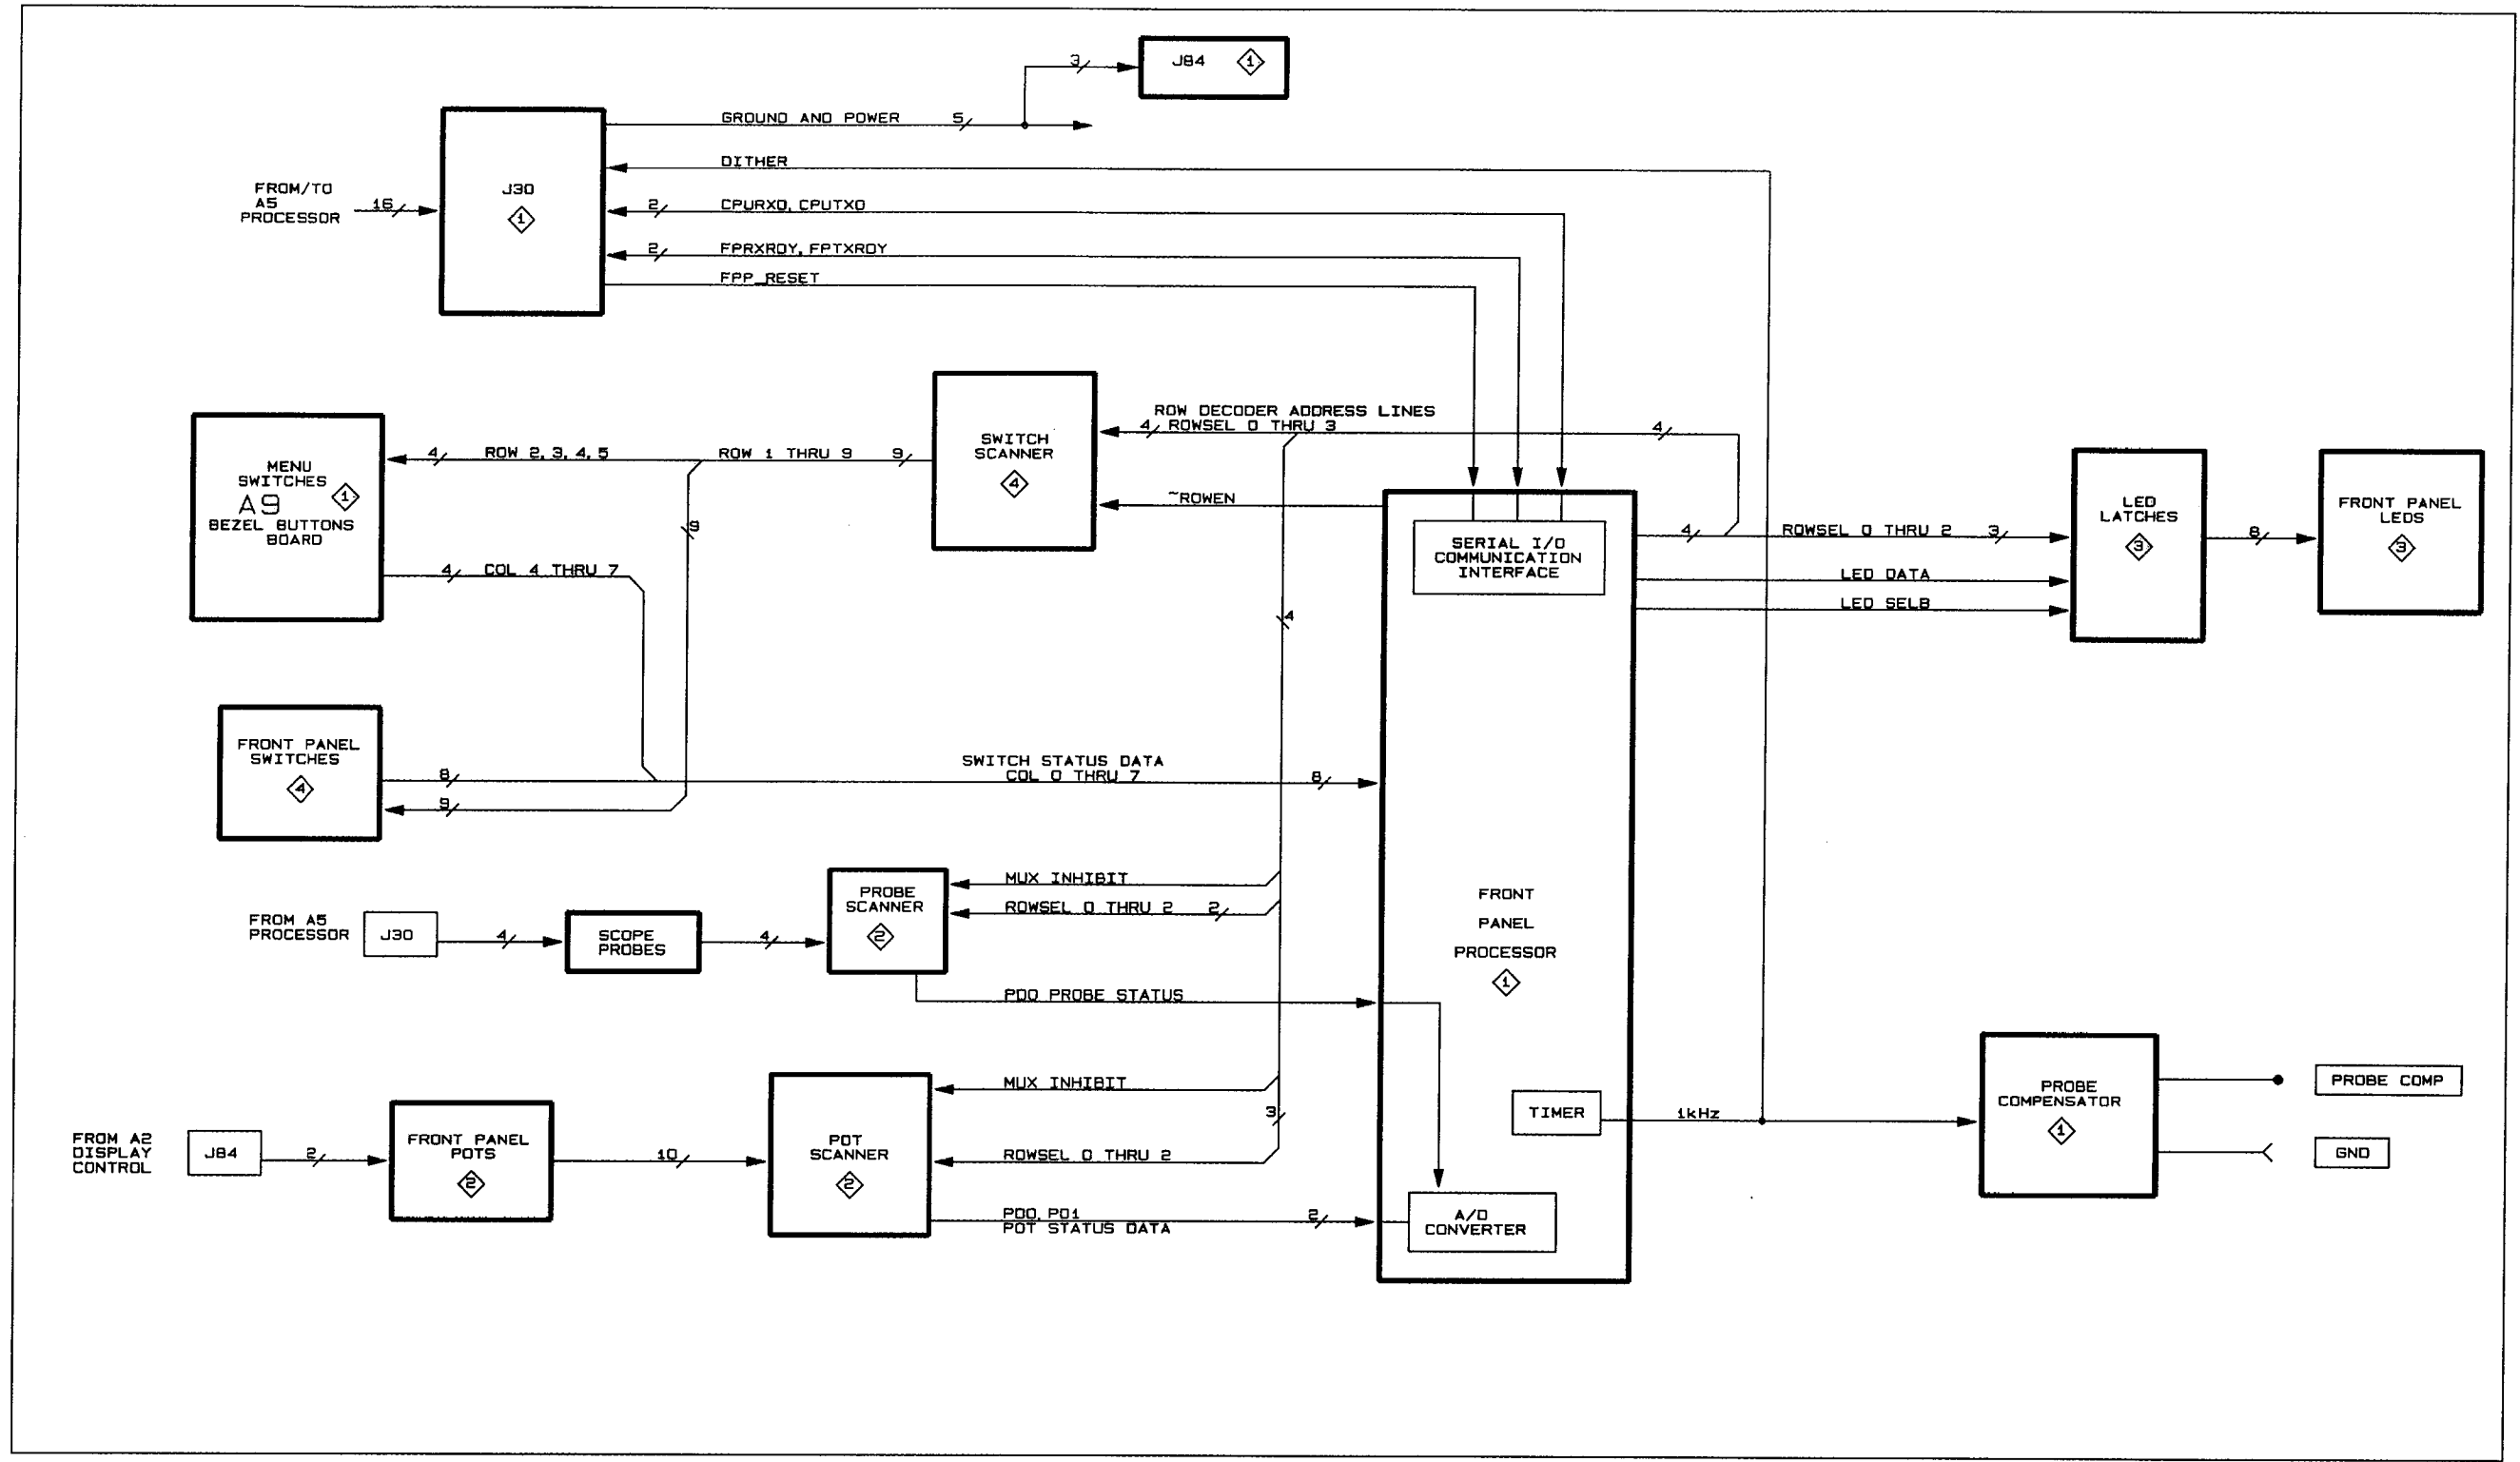 J84 1
3
GROUND AND POWER 5
DITHER
FROM/TO
A5
PROCESSOR
16
J30
1
2 CPURXD, CPUTXD
2 FPRXRDY, FPTXRDY
FPP_RESET
MENU
SWITCHES
A9 1
BEZEL BUTTONS
BOARD
4 ROW 2, 3, 4, 5
ROW 1 THRU 9 9
9
4 COL 4 THRU 7
SWITCH
SCANNER
4
ROW DECODER ADDRESS LINES
4 ROWSEL 0 THRU 3
4
~ROWEN
4
SERIAL I/O
COMMUNICATION
INTERFACE
4 ROWSEL 0 THRU 2 3
LED DATA
LED SELB
LED
LATCHES
3
8
FRONT PANEL
LEDS
3
FRONT PANEL
SWITCHES
4
8
9
SWITCH STATUS DATA
COL 0 THRU 7 8
FROM A5
PROCESSOR
J30
4
SCOPE
PROBES
4
PROBE
SCANNER
2
MUX INHIBIT
ROWSEL 0 THRU 2 2
PD0 PROBE STATUS
FRONT
PANEL
PROCESSOR
1
FROM A2
DISPLAY
CONTROL
J84
2
FRONT PANEL
POTS
2
10
POT
SCANNER
2
MUX INHIBIT
3
ROWSEL 0 THRU 2
PD0, PD1 2
POT STATUS DATA
TIMER
1kHz
A/D
CONVERTER
PROBE
COMPENSATOR
1
PROBE COMP
GND